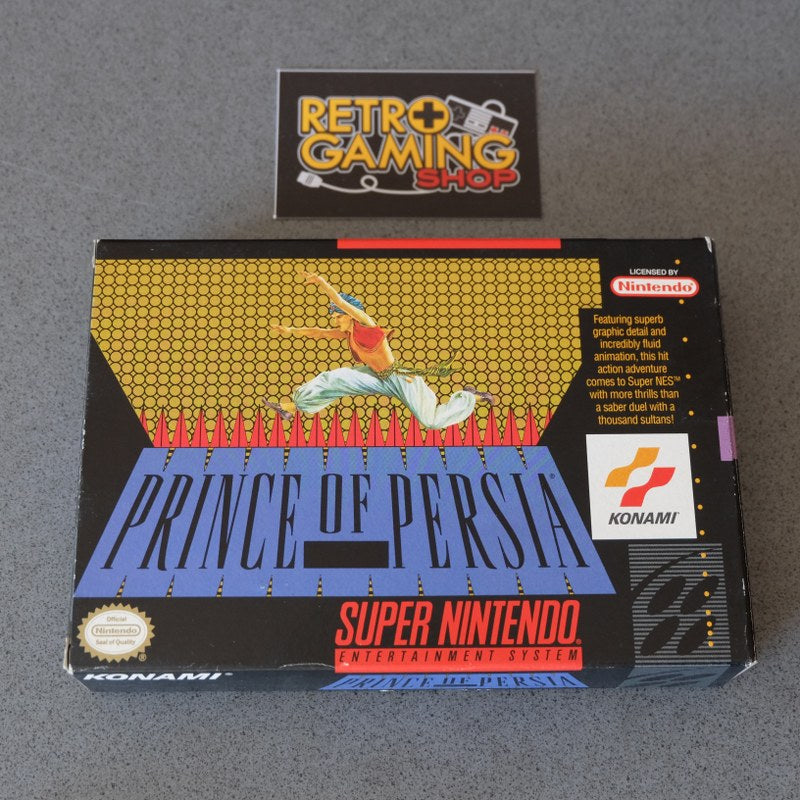 RETRO
GAMING
SHOP
LICENSED BY
Nintendo®
Featuring superb
graphic detail and
incredibly fluid
animation, this hit
action adventure
comes to Super NES™
with more thrills than
a saber duel with a
thousand sultans!
PRINCE OF PERSIA®
KONAMI®
Official
Nintendo
Seal of Quality
SUPER NINTENDO®
ENTERTAINMENT SYSTEM
KONAMI®
PRINCE OF PERSIA